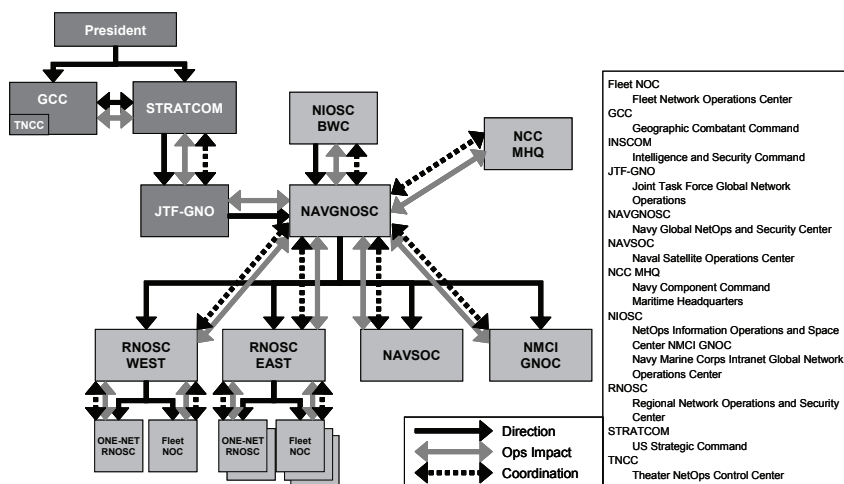 President
GCC
TNCC
STRATCOM
NIOSC
BWC
NCC
MHQ
JTF-GNO
NAVGNOSC
RNOSC
WEST
RNOSC
EAST
NAVSOC
NMCI
GNOC
ONE-NET
RNOSC
Fleet
NOC
ONE-NET
RNOSC
Fleet
NOC
Direction
Ops Impact
Coordination
Fleet NOC
Fleet Network Operations Center
GCC
Geographic Combatant Command
INSCOM
Intelligence and Security Command
JTF-GNO
Joint Task Force Global Network
Operations
NAVGNOSC
Navy Global NetOps and Security Center
NAVSOC
Naval Satellite Operations Center
NCC MHQ
Navy Component Command
Maritime Headquarters
NIOSC
NetOps Information Operations and Space
Center NMCI GNOC
Navy Marine Corps Intranet Global Network
Operations Center
RNOSC
Regional Network Operations and Security
Center
STRATCOM
US Strategic Command
TNCC
Theater NetOps Control Center